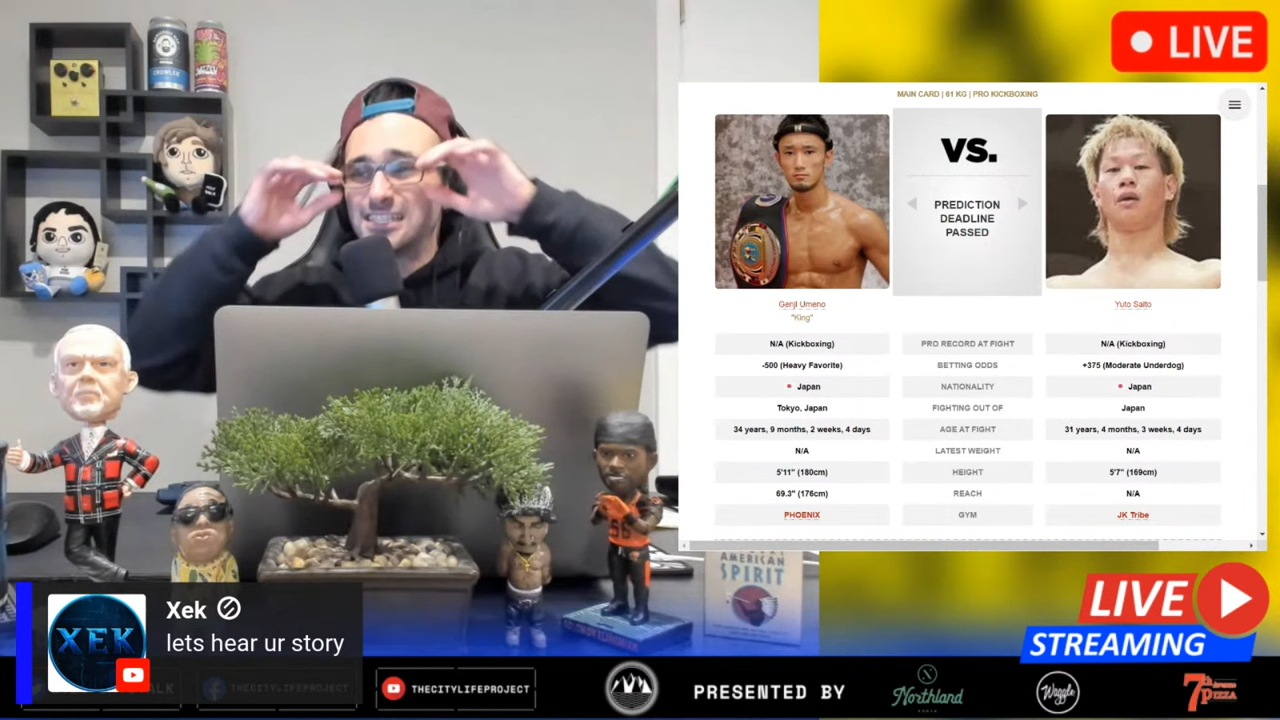 LIVE
MAIN CARD | 61 KG | PRO KICKBOXING
VS.
PREDICTION
DEADLINE
PASSED
Genji Umeno
"King"
Yuto Saito
N/A (Kickboxing) PRO RECORD AT FIGHT N/A (Kickboxing)
-500 (Heavy Favorite) BETTING ODDS +375 (Moderate Underdog)
Japan NATIONALITY Japan
Tokyo, Japan FIGHTING OUT OF Japan
34 years, 9 months, 2 weeks, 4 days AGE AT FIGHT 31 years, 4 months, 3 weeks, 4 days
N/A LATEST WEIGHT N/A
5'11" (180cm) HEIGHT 5'7" (169cm)
69.3" (176cm) REACH N/A
PHOENIX GYM JK Tribe
AMERICAN
SPIRIT
XEK
Xek
lets hear ur story
LIVE
STREAMING
THECITYLIFEPROJECT
THECITYLIFEPROJECT
PRESENTED BY
Northland
Waggle
7th
PIZZA